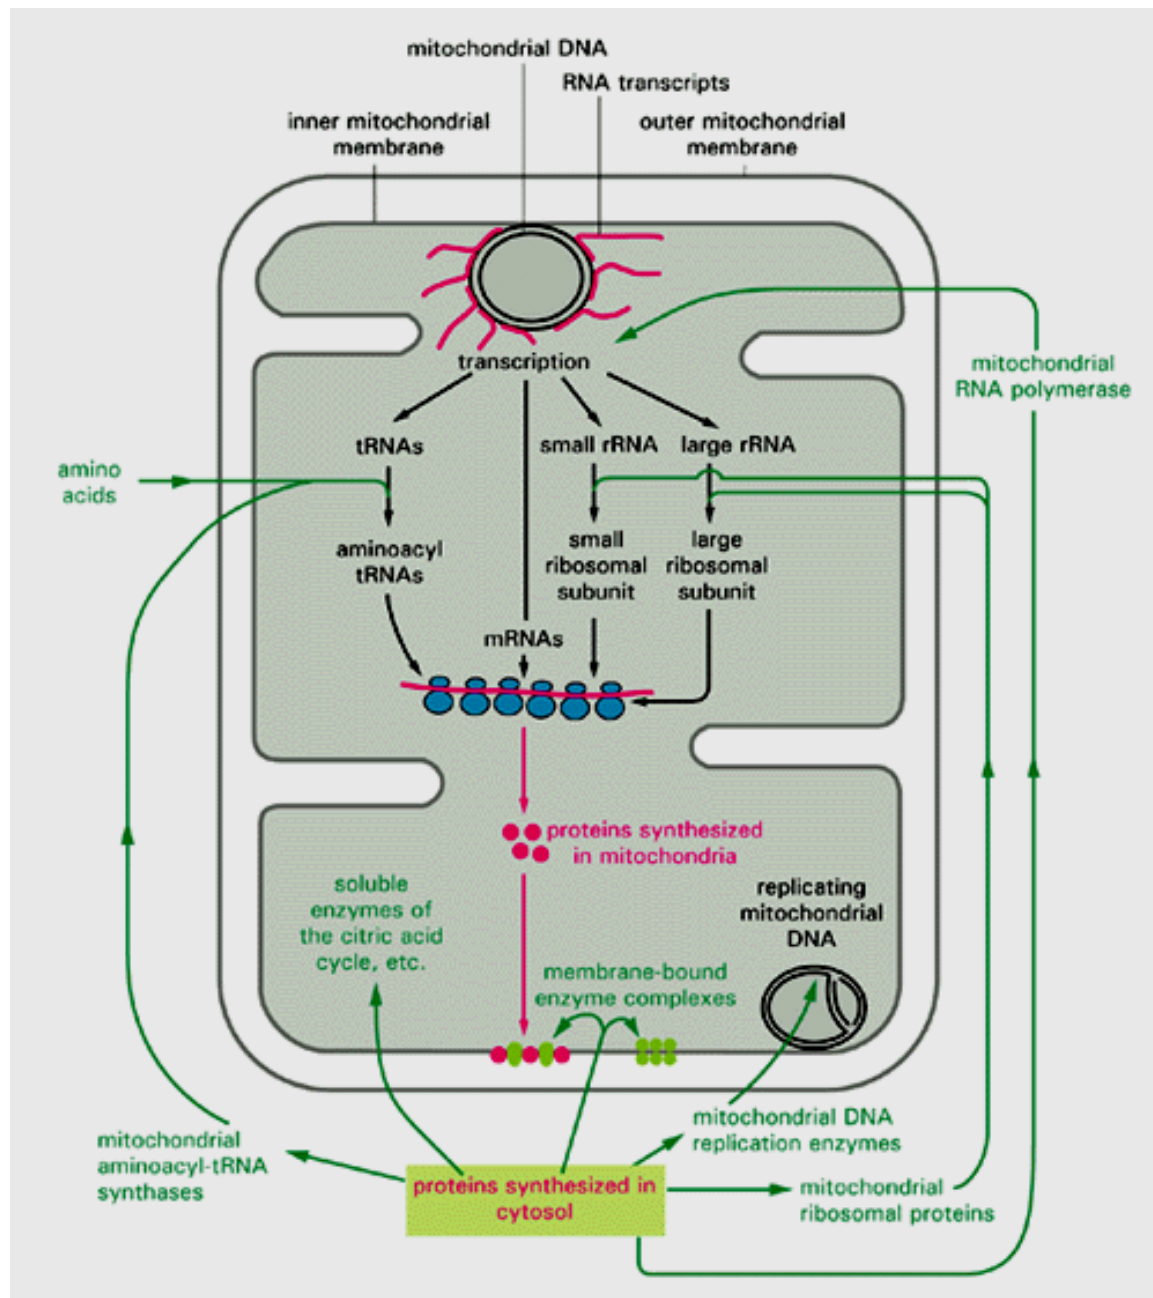 mitochondrial DNA
RNA transcripts
inner mitochondrial
membrane
outer mitochondrial
membrane
transcription
mitochondrial
RNA polymerase
tRNAs
small rRNA
large rRNA
amino
acids
aminoacyl
tRNAs
small
ribosomal
subunit
large
ribosomal
subunit
mRNAs
proteins synthesized
in mitochondria
soluble
enzymes of
the citric acid
cycle, etc.
replicating
mitochondrial
DNA
membrane-bound
enzyme complexes
mitochondrial DNA
replication enzymes
mitochondrial
aminoacyl-tRNA
synthases
proteins synthesized in
cytosol
mitochondrial
ribosomal proteins